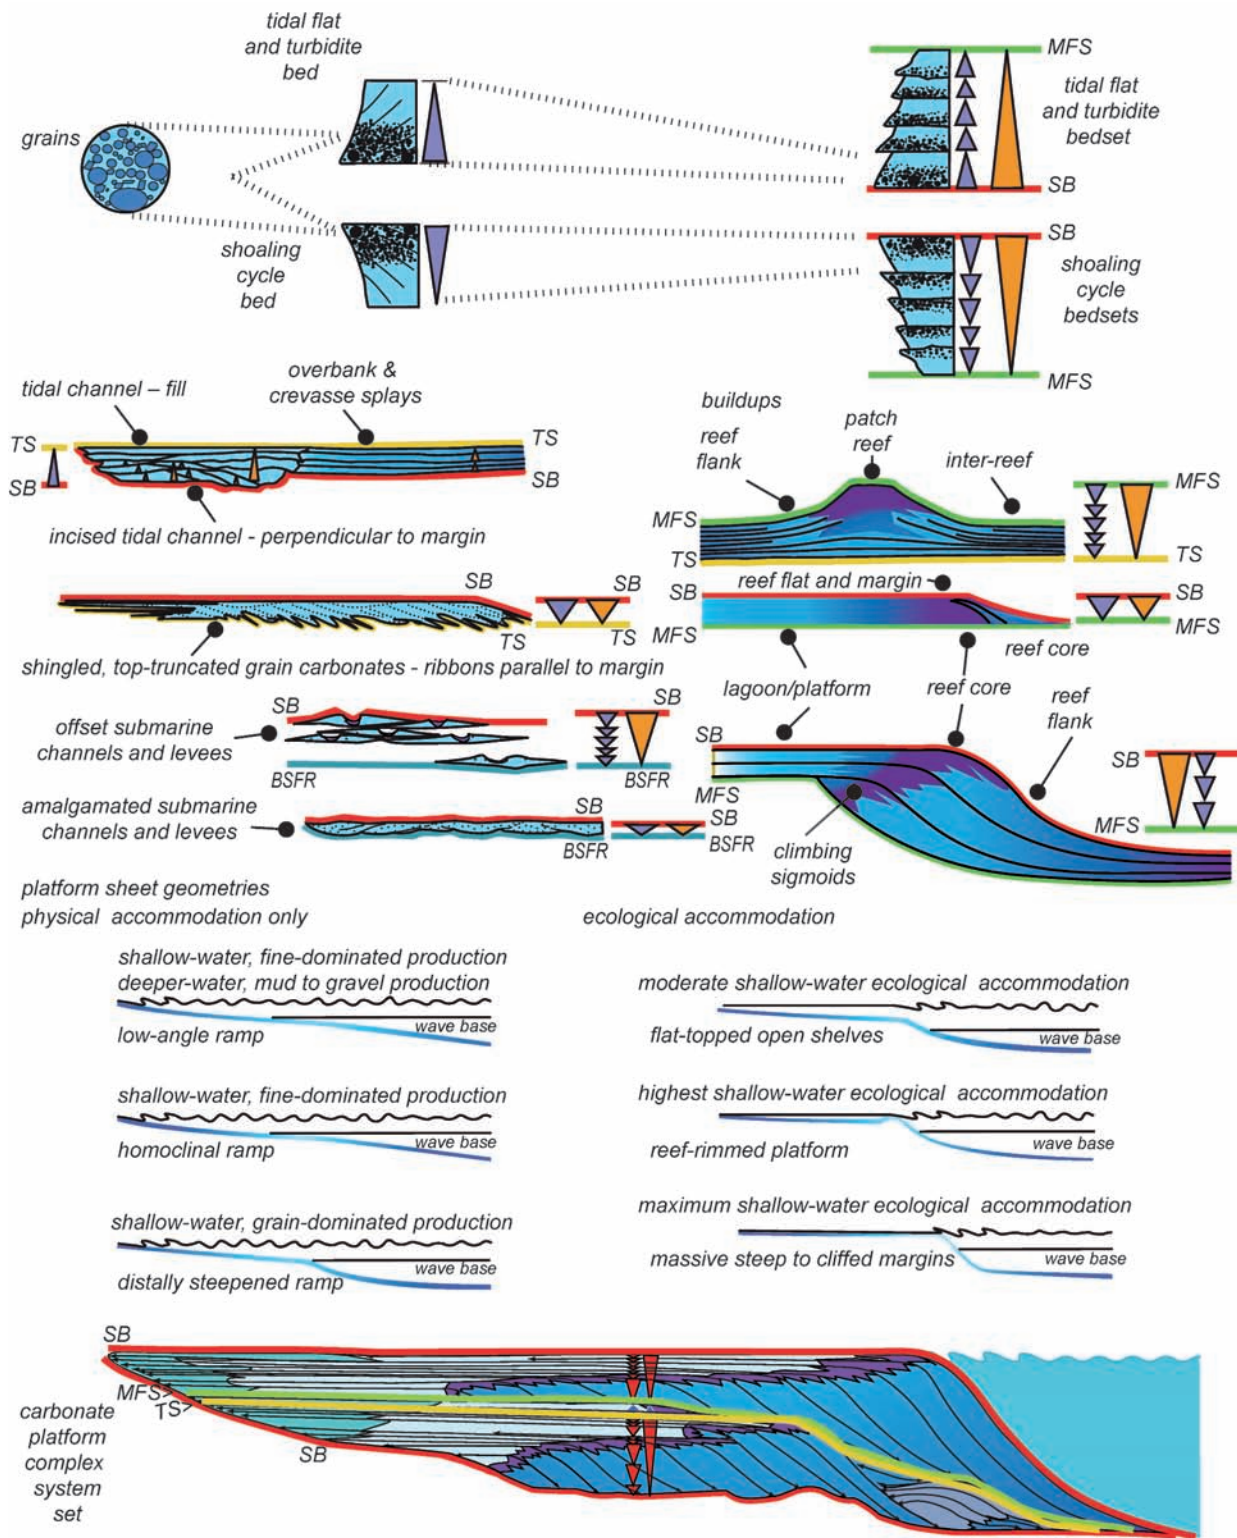 tidal flat
and turbidite
bed
grains
shoaling
cycle
bed
MFS
tidal flat
and turbidite
bedset
SB
SB
shoaling
cycle
bedsets
MFS
tidal channel – fill
overbank &
crevasse splays
TS
SB
TS
SB
incised tidal channel - perpendicular to margin
buildups
reef
flank
patch
reef
inter-reef
MFS
TS
MFS
TS
SB
SB
TS
TS
shingled, top-truncated grain carbonates - ribbons parallel to margin
reef flat and margin
SB
MFS
SB
MFS
reef core
lagoon/platform
reef core
reef
flank
SB
MFS
climbing
sigmoids
SB
MFS
offset submarine
channels and levees
SB
BSFR
SB
BSFR
amalgamated submarine
channels and levees
SB
BSFR
SB
BSFR
platform sheet geometries
physical accommodation only
shallow-water, fine-dominated production
deeper-water, mud to gravel production
wave base
low-angle ramp
shallow-water, fine-dominated production
wave base
homoclinal ramp
shallow-water, grain-dominated production
wave base
distally steepened ramp
ecological accommodation
moderate shallow-water ecological accommodation
wave base
flat-topped open shelves
highest shallow-water ecological accommodation
wave base
reef-rimmed platform
maximum shallow-water ecological accommodation
wave base
massive steep to cliffed margins
SB
MFS
TS
SB
carbonate
platform
complex
system
set